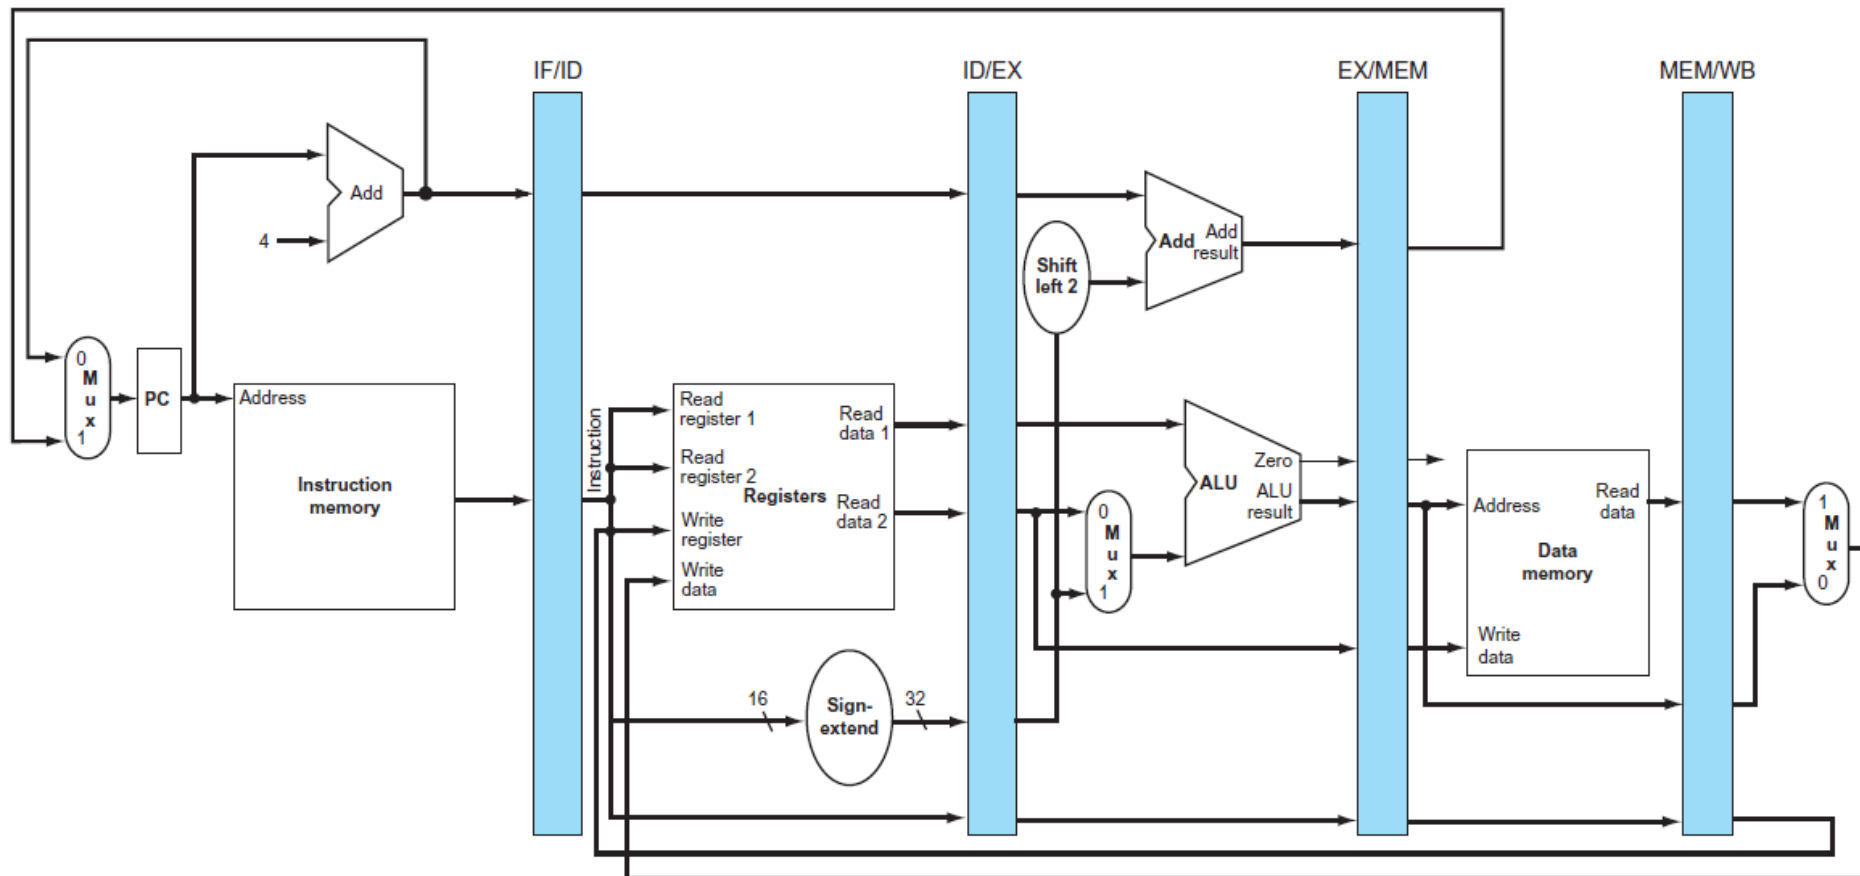 IF/ID
ID/EX
EX/MEM
MEM/WB
Add
4
Shift
left 2
Add
Add
result
0
M
u
x
1
PC
Address
Instruction
memory
Instruction
Read
register 1
Read
register 2
Write
register
Write
data
Registers
Read
data 1
Read
data 2
16
Sign-
extend
32
0
M
u
x
1
ALU
Zero
ALU
result
Address
Read
data
Data
memory
Write
data
1
M
u
x
0